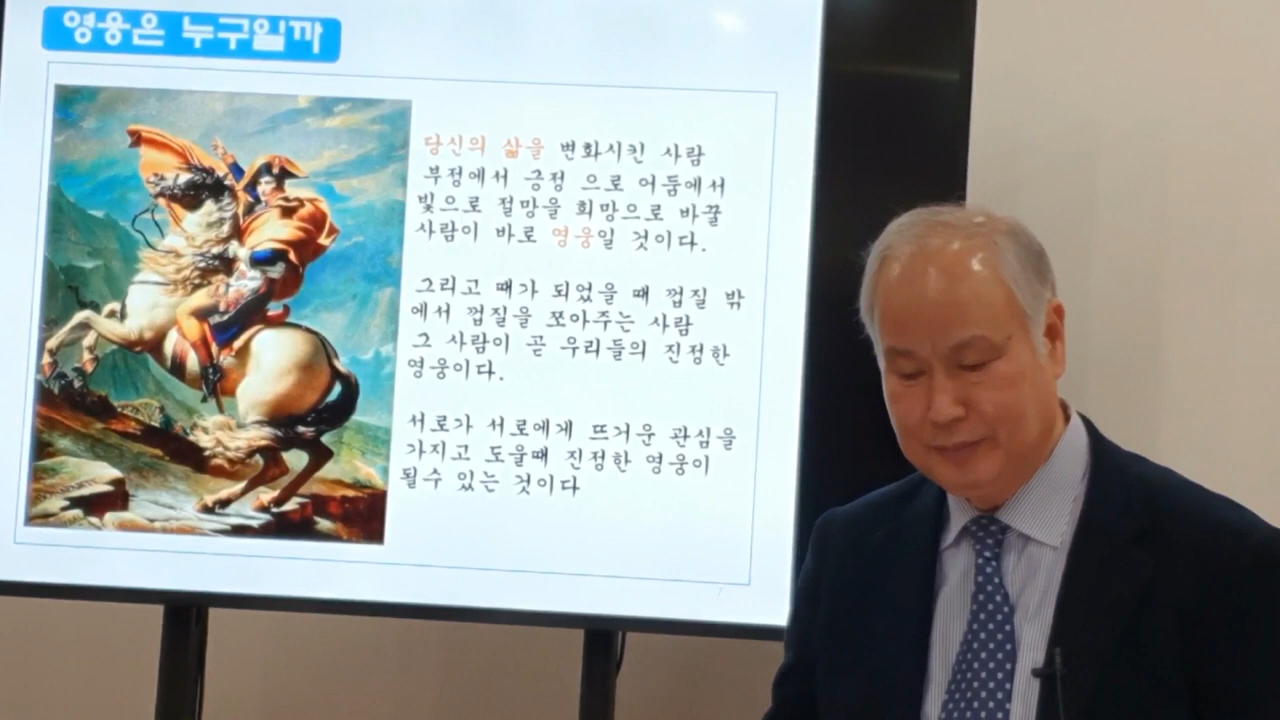 영웅은 누구일까
당신의 삶을 변화시킨 사람
부정에서 긍정 으로 어둠에서
빛으로 절망을 희망으로 바꿀
사람이 바로 영웅일 것이다.
그리고 때가 되었을 때 껍질 밖
에서 껍질을 쪼아주는 사람
그 사람이 곧 우리들의 진정한
영웅이다.
서로가 서로에게 뜨거운 관심을
가지고 도울때 진정한 영웅이
될수 있는 것이다
7